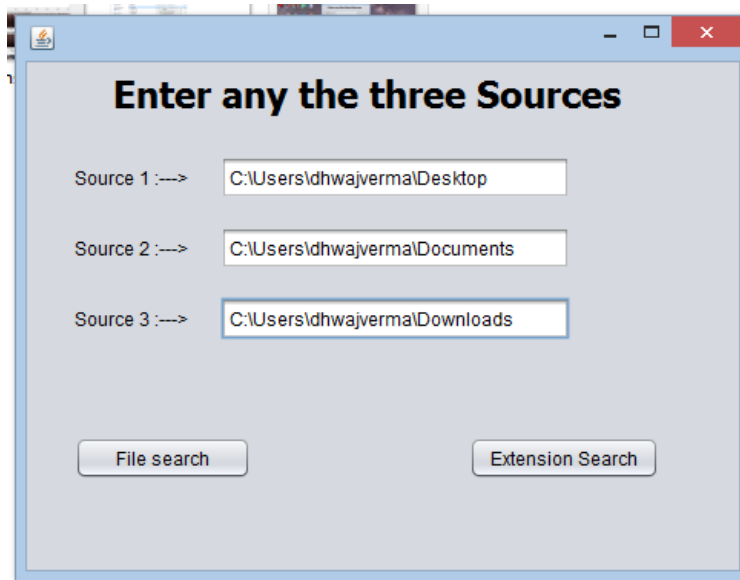 Enter any the three Sources
Source 1 :---> C:\Users\dhwajverma\Desktop
Source 2 :---> C:\Users\dhwajverma\Documents
Source 3 :---> C:\Users\dhwajverma\Downloads
File search Extension Search